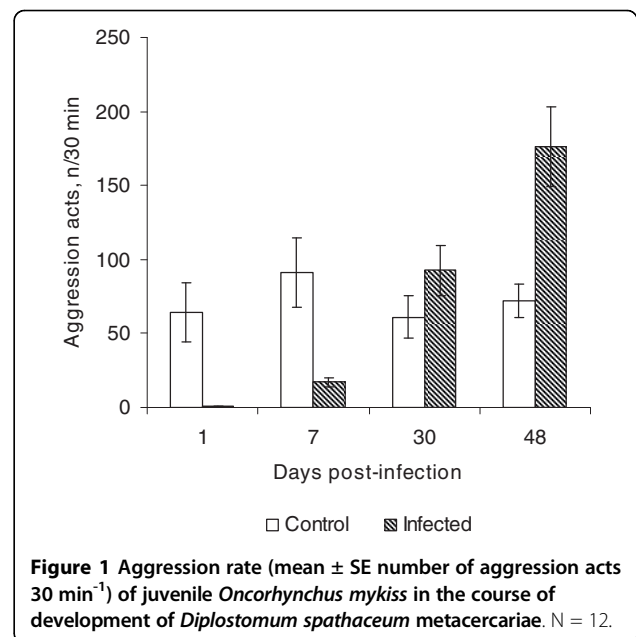 250
200
150
100
50
0
Aggression acts, n/30 min
1 7 30 48
Days post-infection
Control Infected
Figure 1 Aggression rate (mean ± SE number of aggression acts
30 min⁻¹) of juvenile Oncorhynchus mykiss in the course of
development of Diplostomum spathaceum metacercariae. N = 12.